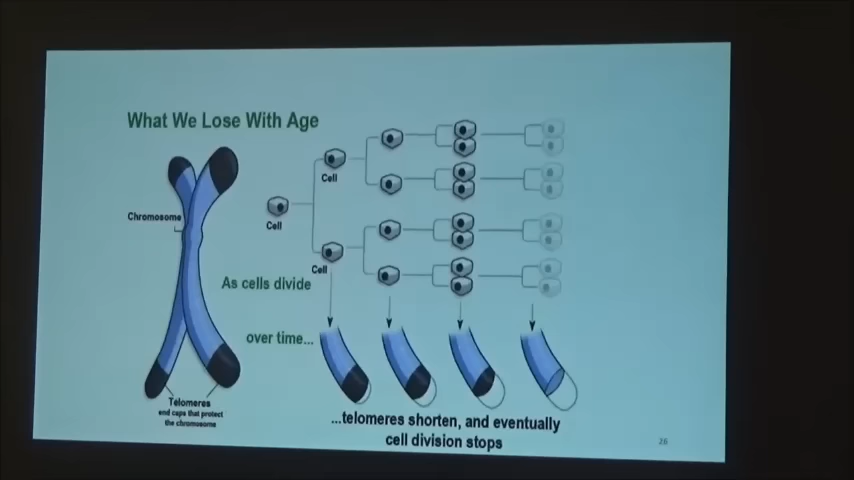 What We Lose With Age
Chromosome
Cell
Cell
Cell
As cells divide
over time...
Telomeres
end caps that protect
the chromosome
...telomeres shorten, and eventually
cell division stops
26